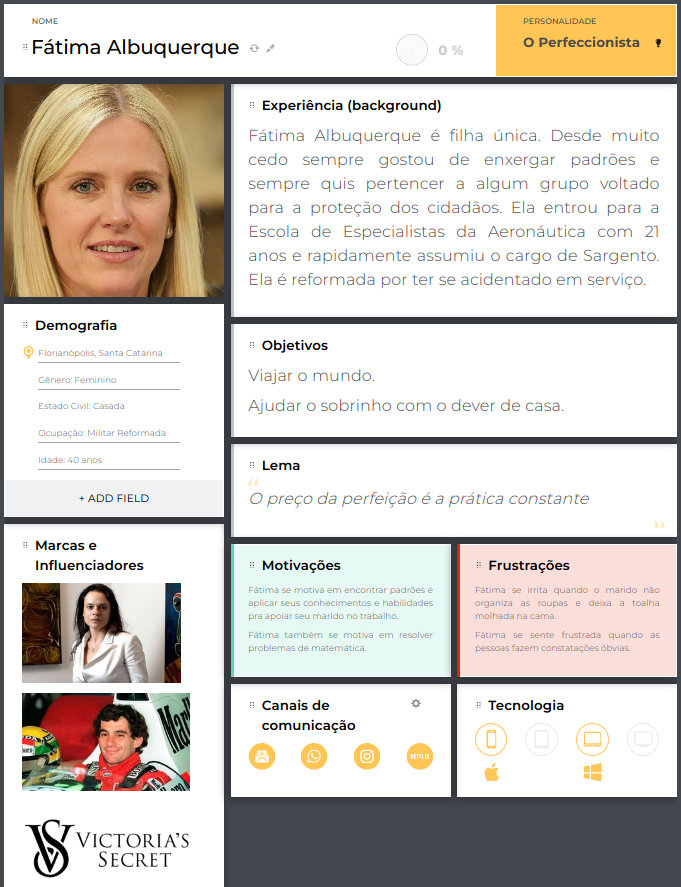 NOME
Fátima Albuquerque
0 %
PERSONALIDADE
O Perfeccionista
Experiência (background)
Fátima Albuquerque é filha única. Desde muito
cedo sempre gostou de enxergar padrões e
sempre quis pertencer a algum grupo voltado
para a proteção dos cidadãos. Ela entrou para a
Escola de Especialistas da Aeronáutica com 21
anos e rapidamente assumiu o cargo de Sargento.
Ela é reformada por ter se acidentado em serviço.
Demografia
Florianópolis, Santa Catarina
Gênero: Feminino
Estado Civil: Casada
Ocupação: Militar Reformada
Idade: 40 anos
+ ADD FIELD
Objetivos
Viajar o mundo.
Ajudar o sobrinho com o dever de casa.
Lema
“
O preço da perfeição é a prática constante
”
Marcas e
Influenciadores
Marl
VS VICTORIA'S
SECRET
Motivações
Fátima se motiva em encontrar padrões e
aplicar seus conhecimentos e habilidades
pra apoiar seu marido no trabalho.
Fátima também se motiva em resolver
problemas de matemática.
Frustrações
Fátima se irrita quando o marido não
organiza as roupas e deixa a toalha
molhada na cama.
Fátima se sente frustrada quando as
pessoas fazem constatações óbvias.
Canais de
comunicação
NETFLIX
Tecnologia